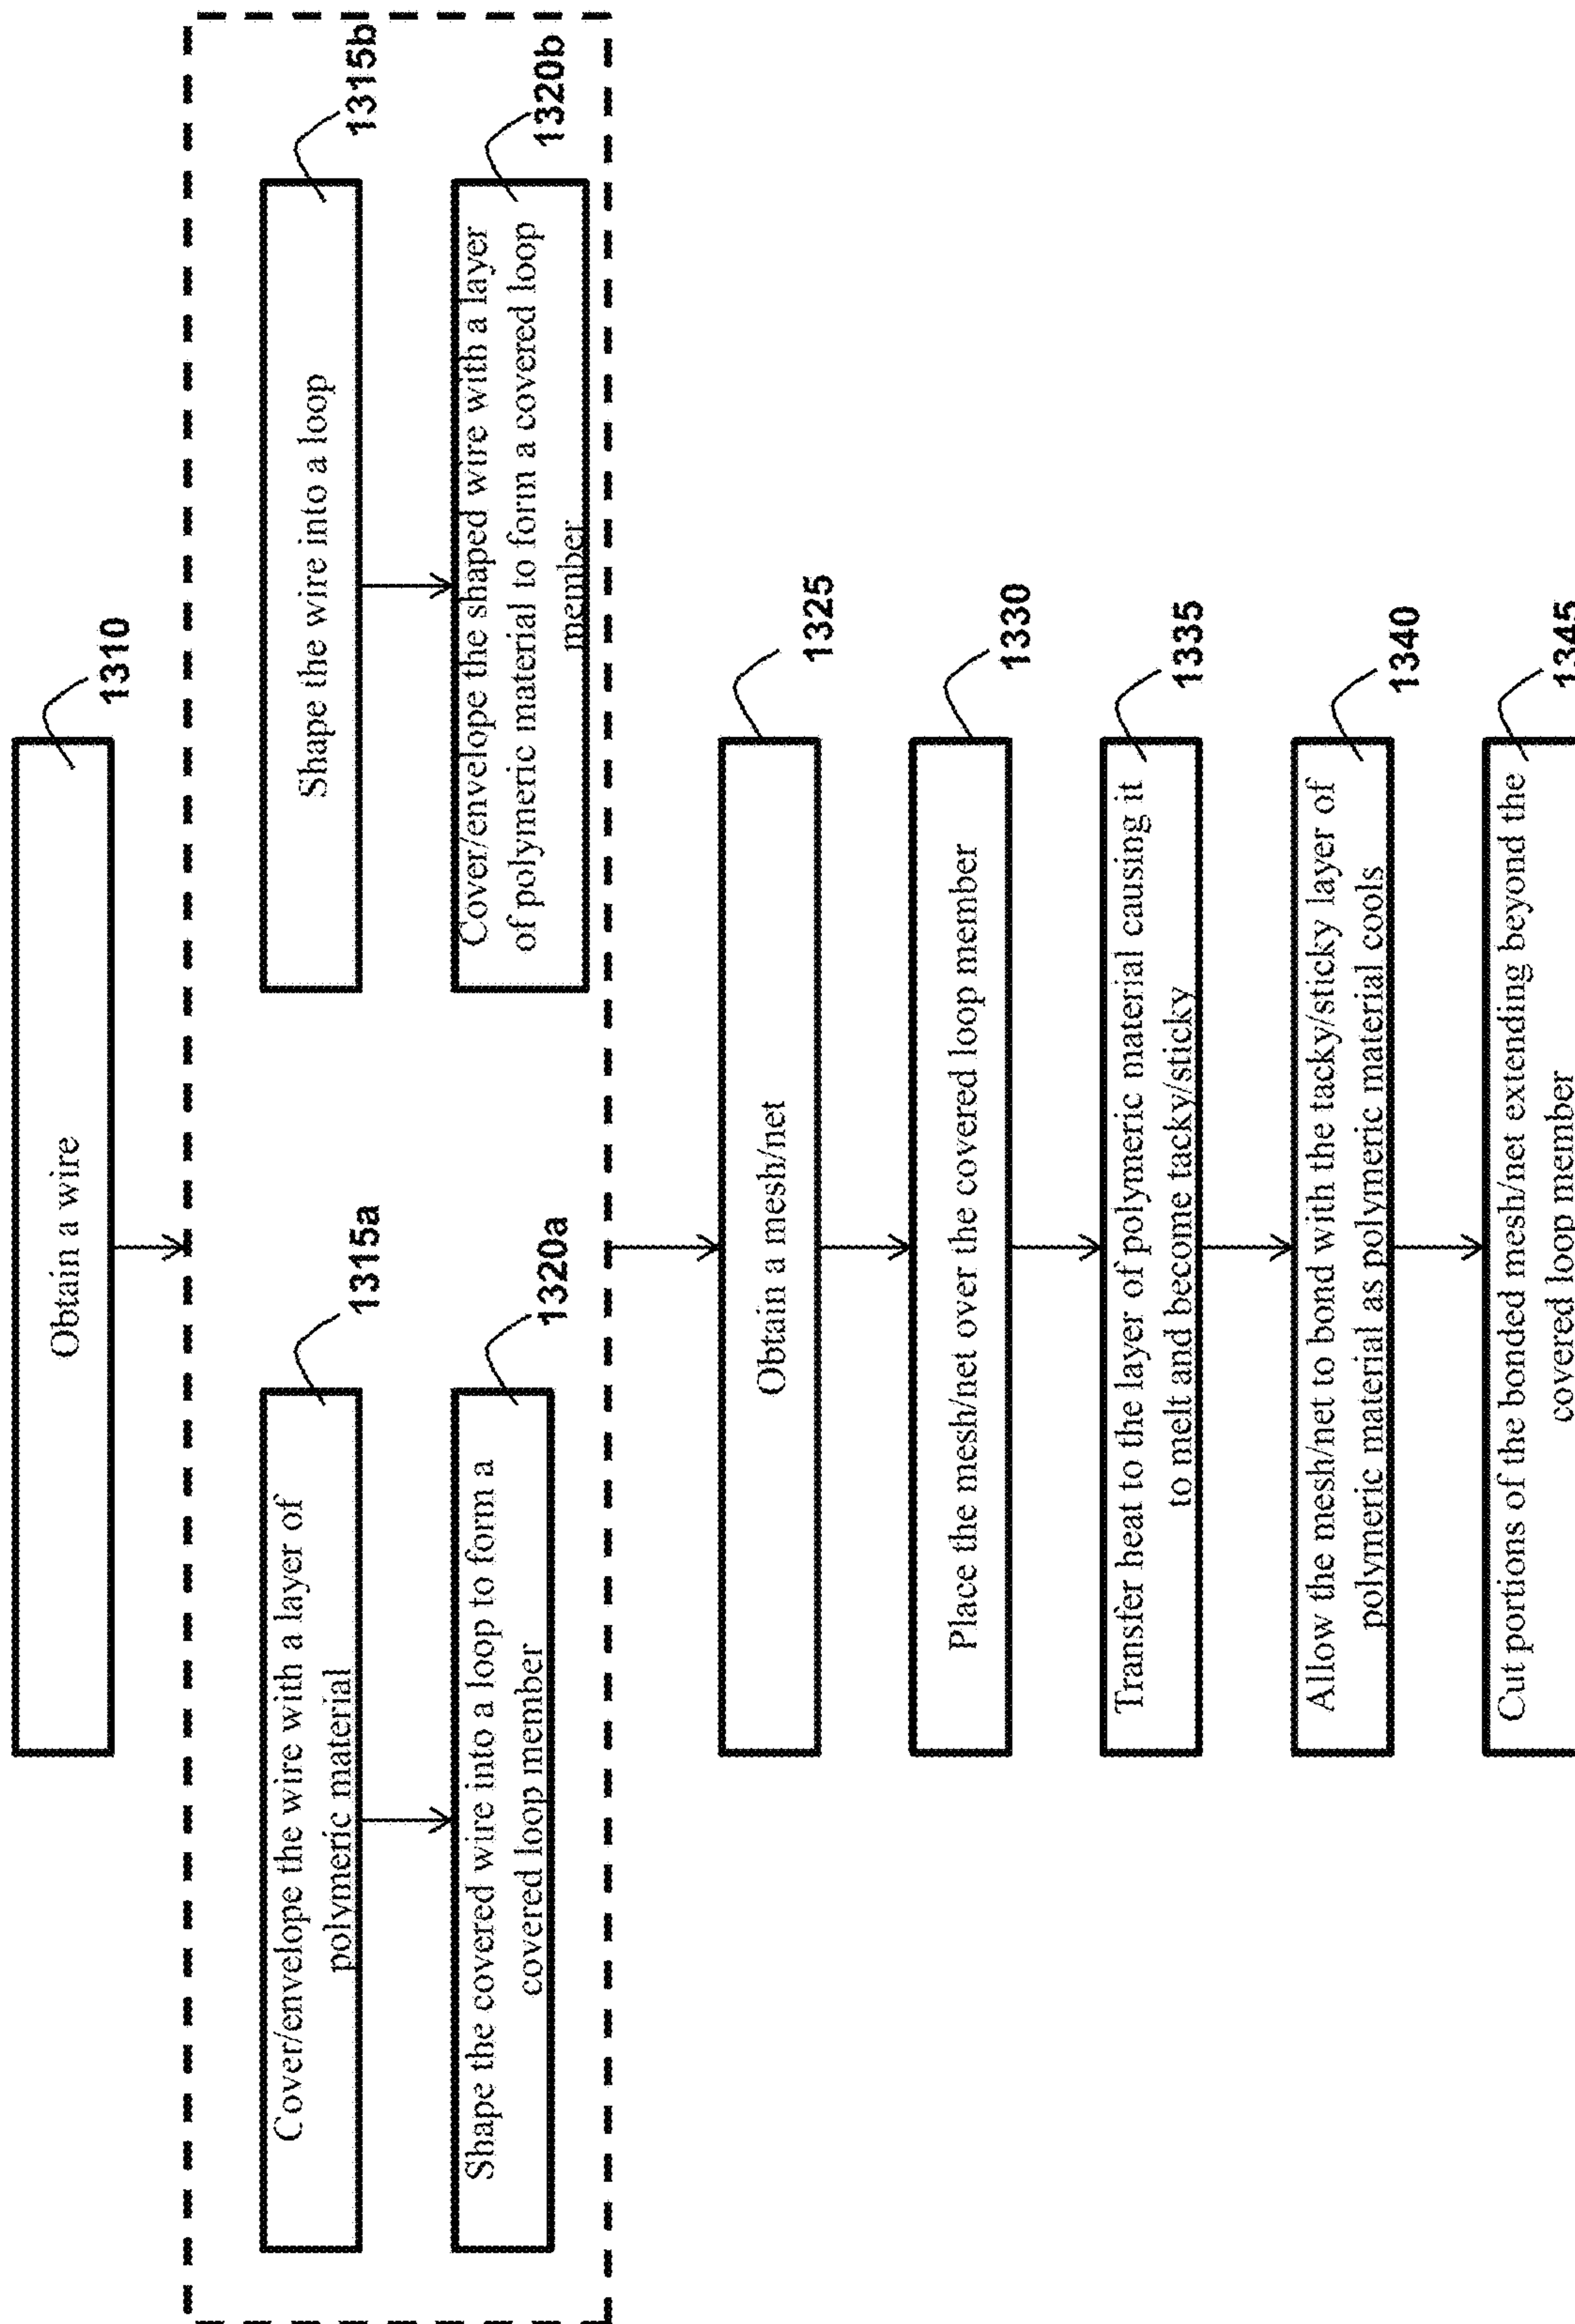 Obtain a wire
1310
Cover/envelope the wire with a layer of
polymeric material
1315a
Shape the covered wire into a loop to form a
covered loop member
1320a
Shape the wire into a loop
1315b
Cover/envelope the shaped wire with a layer
of polymeric material to form a covered loop
member
1320b
Obtain a mesh/net
1325
Place the mesh/net over the covered loop member
1330
Transfer heat to the layer of polymeric material causing it
to melt and become tacky/sticky
1335
Allow the mesh/net to bond with the tacky/sticky layer of
polymeric material as polymeric material cools
1340
Cut portions of the bonded mesh/net extending beyond the
covered loop member
1345